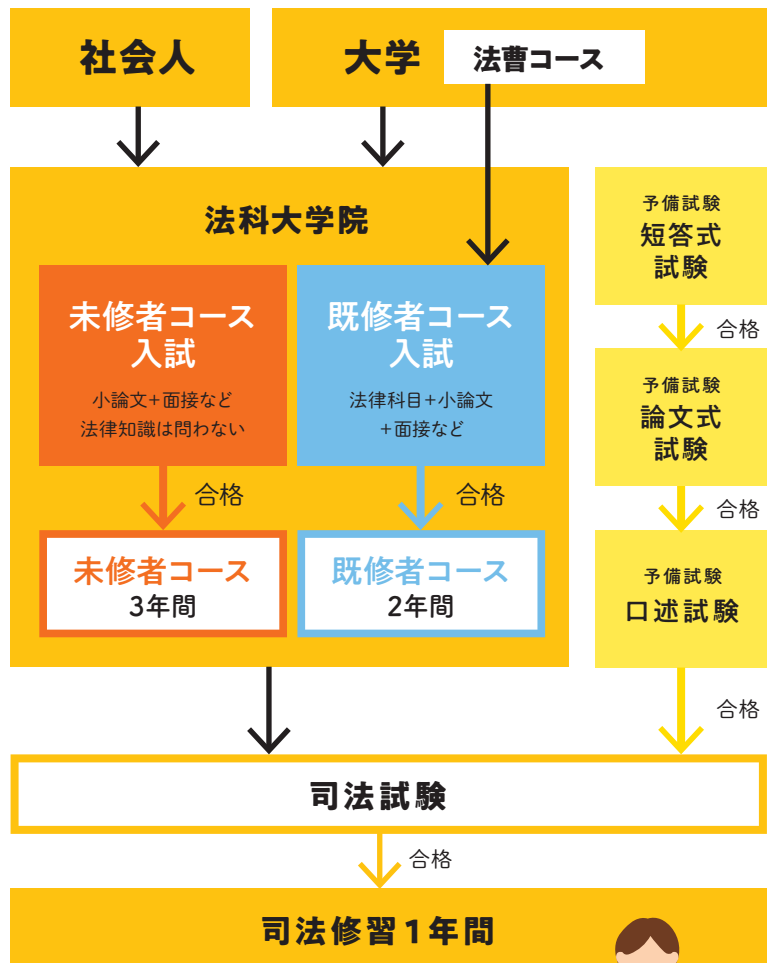 社会人
大学
法曹コース
法科大学院
未修者コース
入試
小論文+面接など
法律知識は問わない
合格
未修者コース
3年間
既修者コース
入試
法律科目+小論文
+面接など
合格
既修者コース
2年間
予備試験
短答式
試験
合格
予備試験
論文式
試験
合格
予備試験
口述試験
合格
司法試験
合格
司法修習1年間